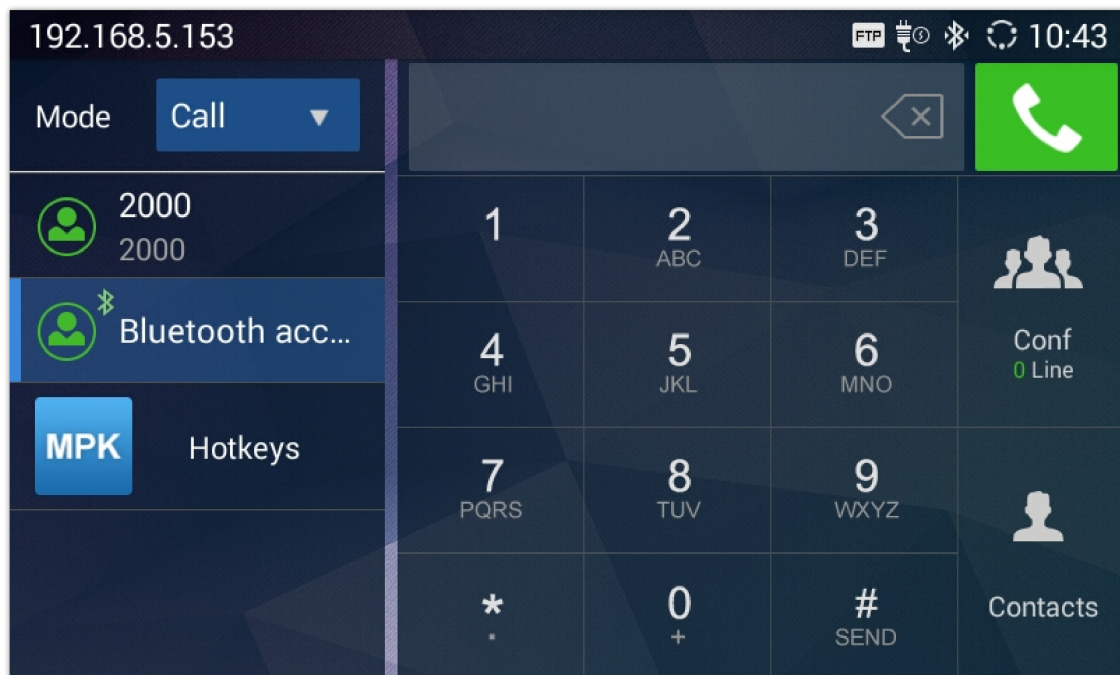 192.168.5.153
FTP 10:43
Mode Call
2000
2000
Bluetooth acc...
MPK Hotkeys
1 2 3
ABC DEF
4 5 6
GHI JKL MNO
7 8 9
PQRS TUV WXYZ
* 0 #
. + SEND
Conf
0 Line
Contacts